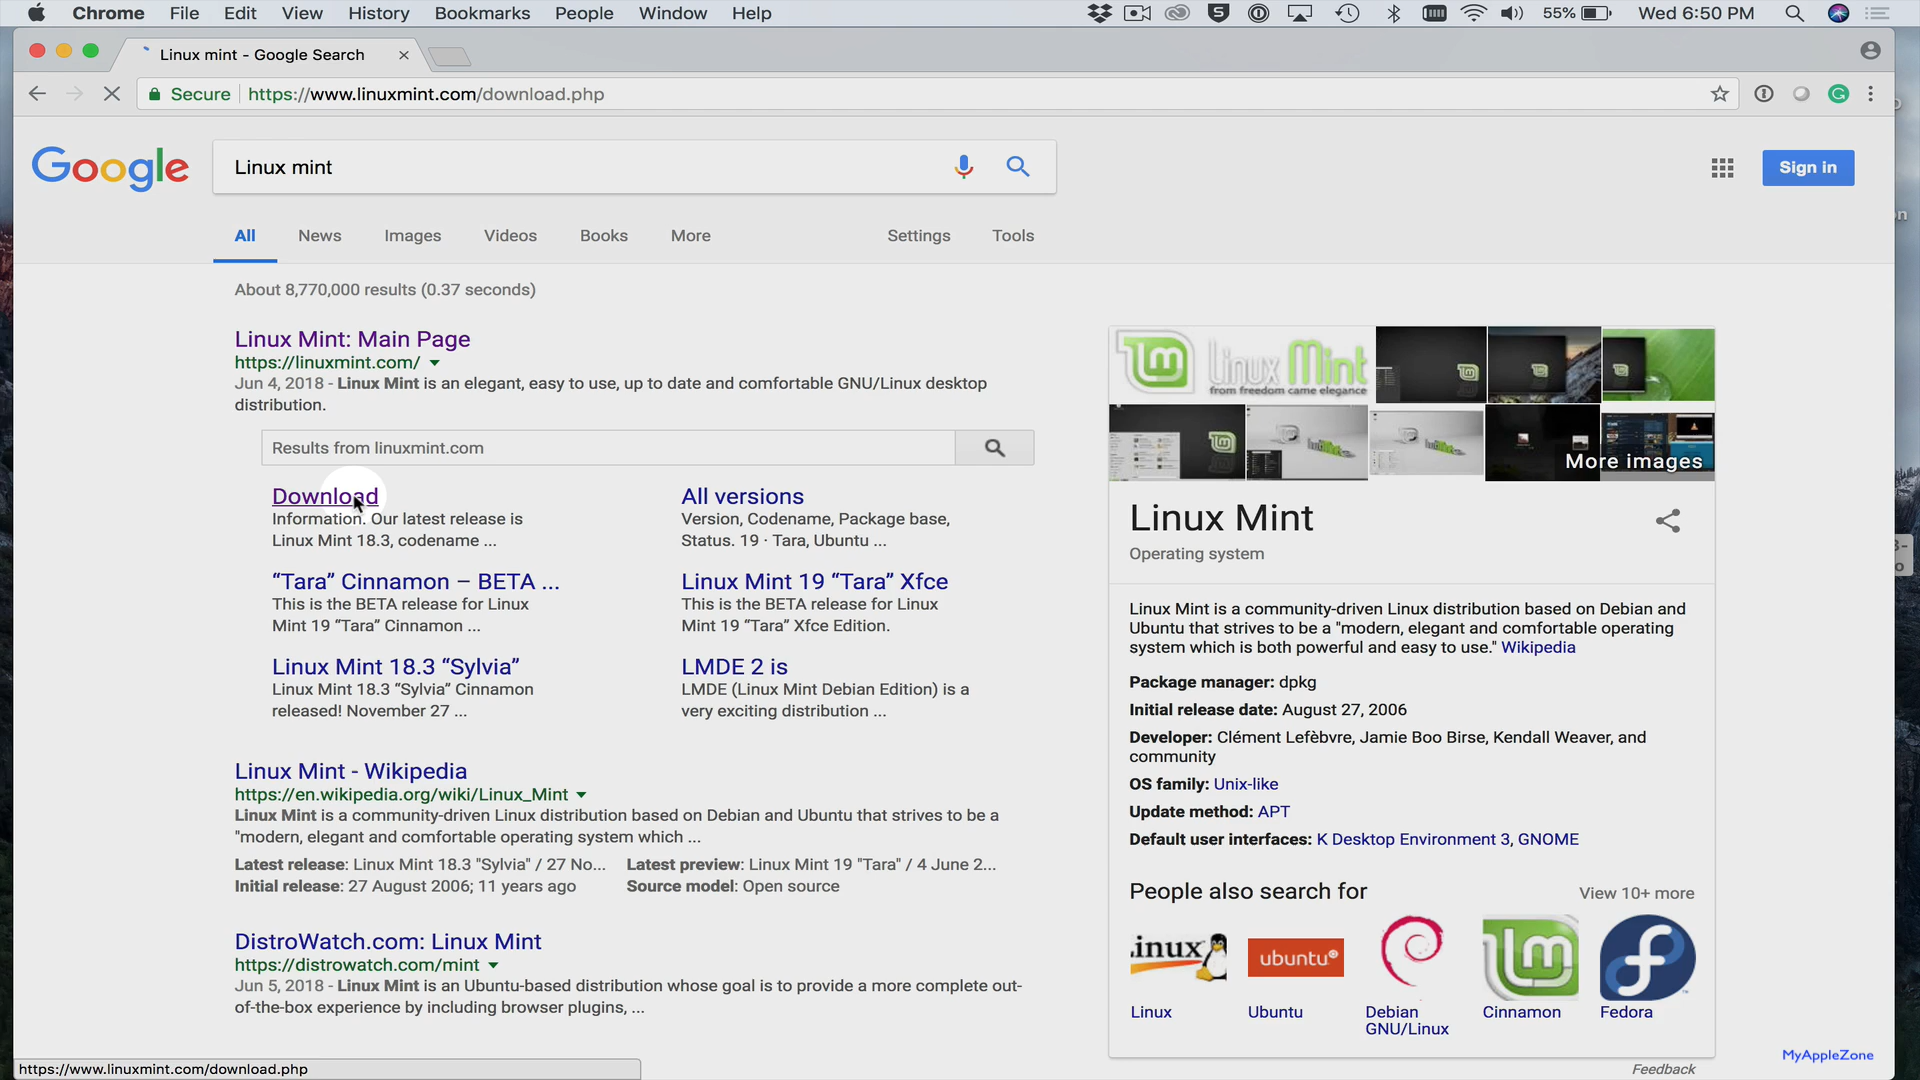 Chrome File Edit View History Bookmarks People Window Help 55% Wed 6:50 PM
Linux mint - Google Search
Secure https://www.linuxmint.com/download.php
Google
Linux mint
Sign in
All News Images Videos Books More Settings Tools
About 8,770,000 results (0.37 seconds)
Linux Mint: Main Page
https://linuxmint.com/
Jun 4, 2018 - Linux Mint is an elegant, easy to use, up to date and comfortable GNU/Linux desktop
distribution.
Results from linuxmint.com
Download
Information. Our latest release is
Linux Mint 18.3, codename ...
All versions
Version, Codename, Package base,
Status. 19 · Tara, Ubuntu ...
“Tara” Cinnamon – BETA ...
This is the BETA release for Linux
Mint 19 “Tara” Cinnamon ...
Linux Mint 19 “Tara” Xfce
This is the BETA release for Linux
Mint 19 “Tara” Xfce Edition.
Linux Mint 18.3 “Sylvia”
Linux Mint 18.3 “Sylvia” Cinnamon
released! November 27 ...
LMDE 2 is
LMDE (Linux Mint Debian Edition) is a
very exciting distribution ...
Linux Mint - Wikipedia
https://en.wikipedia.org/wiki/Linux_Mint
Linux Mint is a community-driven Linux distribution based on Debian and Ubuntu that strives to be a
"modern, elegant and comfortable operating system which ...
Latest release: Linux Mint 18.3 "Sylvia" / 27 No... Latest preview: Linux Mint 19 "Tara" / 4 June 2...
Initial release: 27 August 2006; 11 years ago Source model: Open source
DistroWatch.com: Linux Mint
https://distrowatch.com/mint
Jun 5, 2018 - Linux Mint is an Ubuntu-based distribution whose goal is to provide a more complete out-
of-the-box experience by including browser plugins, ...
https://www.linuxmint.com/download.php
Linux Mint
from freedom came elegance
More images
Linux Mint
Operating system
Linux Mint is a community-driven Linux distribution based on Debian and
Ubuntu that strives to be a "modern, elegant and comfortable operating
system which is both powerful and easy to use." Wikipedia
Package manager: dpkg
Initial release date: August 27, 2006
Developer: Clément Lefèbvre, Jamie Boo Birse, Kendall Weaver, and
community
OS family: Unix-like
Update method: APT
Default user interfaces: K Desktop Environment 3, GNOME
People also search for View 10+ more
ubuntu
Linux Ubuntu Debian Cinnamon Fedora
GNU/Linux
MyAppleZone
Feedback